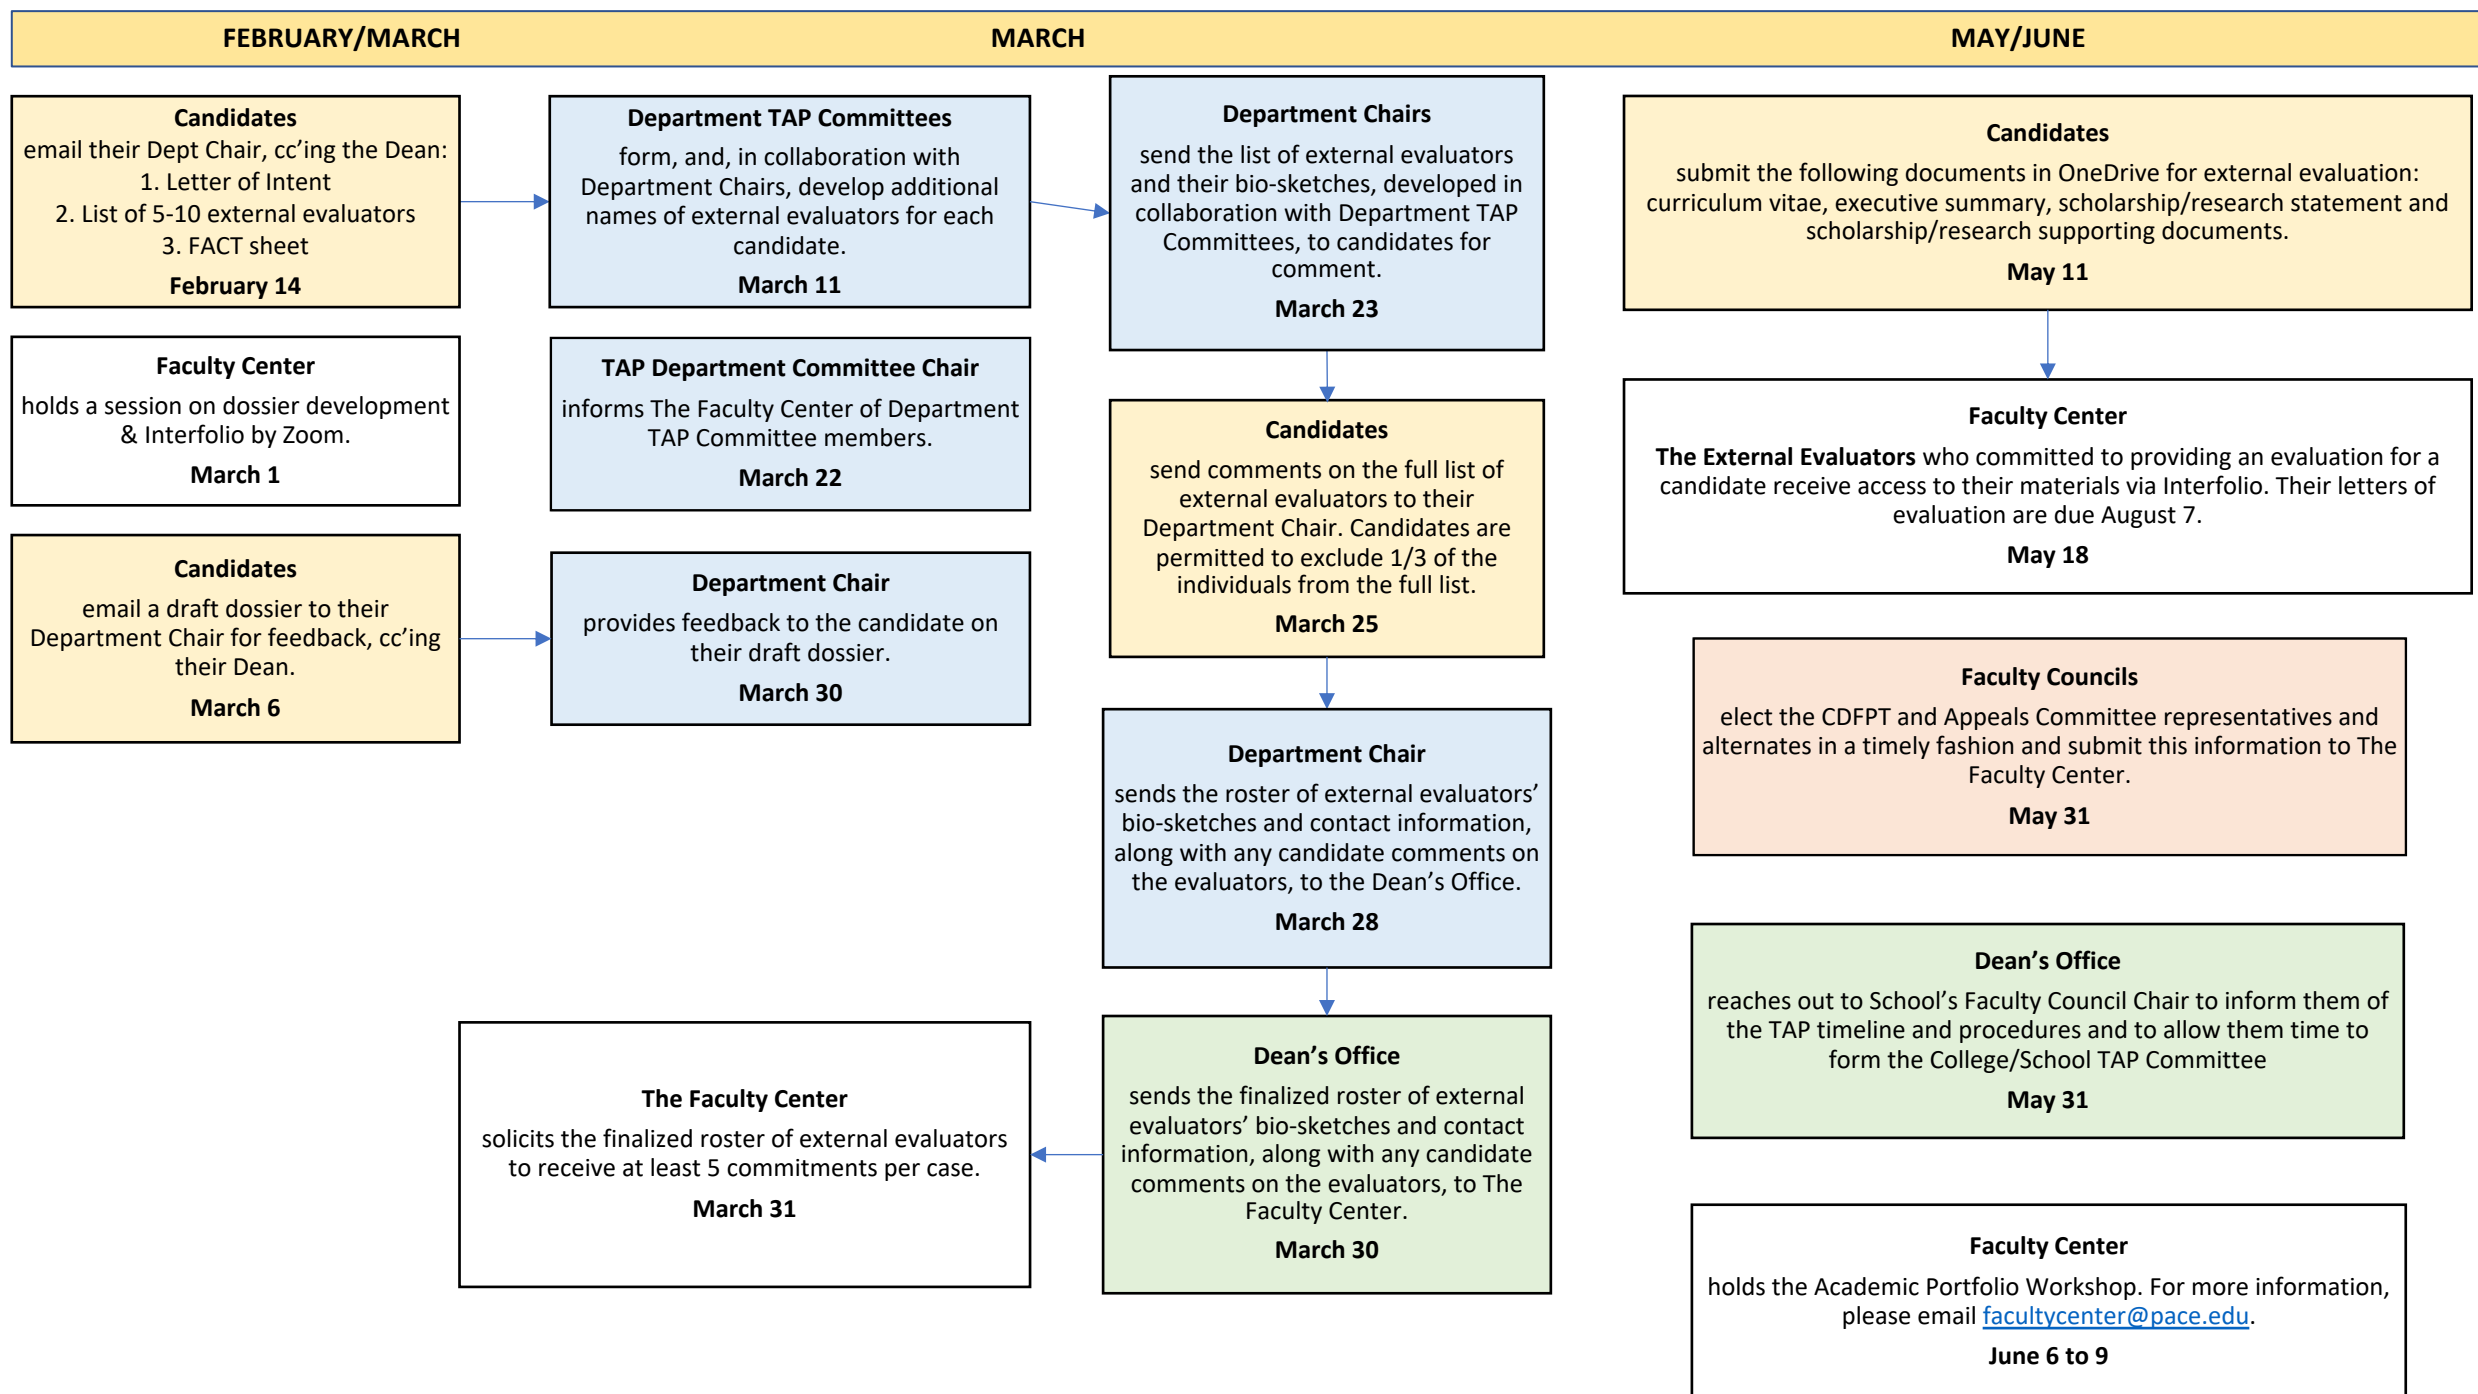 FEBRUARY/MARCH
MARCH
MAY/JUNE
Candidates
email their Dept Chair, cc’ing the Dean:
1. Letter of Intent
2. List of 5-10 external evaluators
3. FACT sheet
February 14
Faculty Center
holds a session on dossier development
& Interfolio by Zoom.
March 1
Candidates
email a draft dossier to their
Department Chair for feedback, cc’ing
their Dean.
March 6
Department TAP Committees
form, and, in collaboration with
Department Chairs, develop additional
names of external evaluators for each
candidate.
March 11
TAP Department Committee Chair
informs The Faculty Center of Department
TAP Committee members.
March 22
Department Chair
provides feedback to the candidate on
their draft dossier.
March 30
Department Chairs
send the list of external evaluators
and their bio-sketches, developed in
collaboration with Department TAP
Committees, to candidates for
comment.
March 23
Candidates
send comments on the full list of
external evaluators to their
Department Chair. Candidates are
permitted to exclude 1/3 of the
individuals from the full list.
March 25
Department Chair
sends the roster of external evaluators’
bio-sketches and contact information,
along with any candidate comments on
the evaluators, to the Dean’s Office.
March 28
Dean’s Office
sends the finalized roster of external
evaluators’ bio-sketches and contact
information, along with any candidate
comments on the evaluators, to The
Faculty Center.
March 30
The Faculty Center
solicits the finalized roster of external evaluators
to receive at least 5 commitments per case.
March 31
Candidates
submit the following documents in OneDrive for external evaluation:
curriculum vitae, executive summary, scholarship/research statement and
scholarship/research supporting documents.
May 11
Faculty Center
The External Evaluators who committed to providing an evaluation for a
candidate receive access to their materials via Interfolio. Their letters of
evaluation are due August 7.
May 18
Faculty Councils
elect the CDFPT and Appeals Committee representatives and
alternates in a timely fashion and submit this information to The
Faculty Center.
May 31
Dean’s Office
reaches out to School’s Faculty Council Chair to inform them of
the TAP timeline and procedures and to allow them time to
form the College/School TAP Committee
May 31
Faculty Center
holds the Academic Portfolio Workshop. For more information,
please email facultycenter@pace.edu.
June 6 to 9